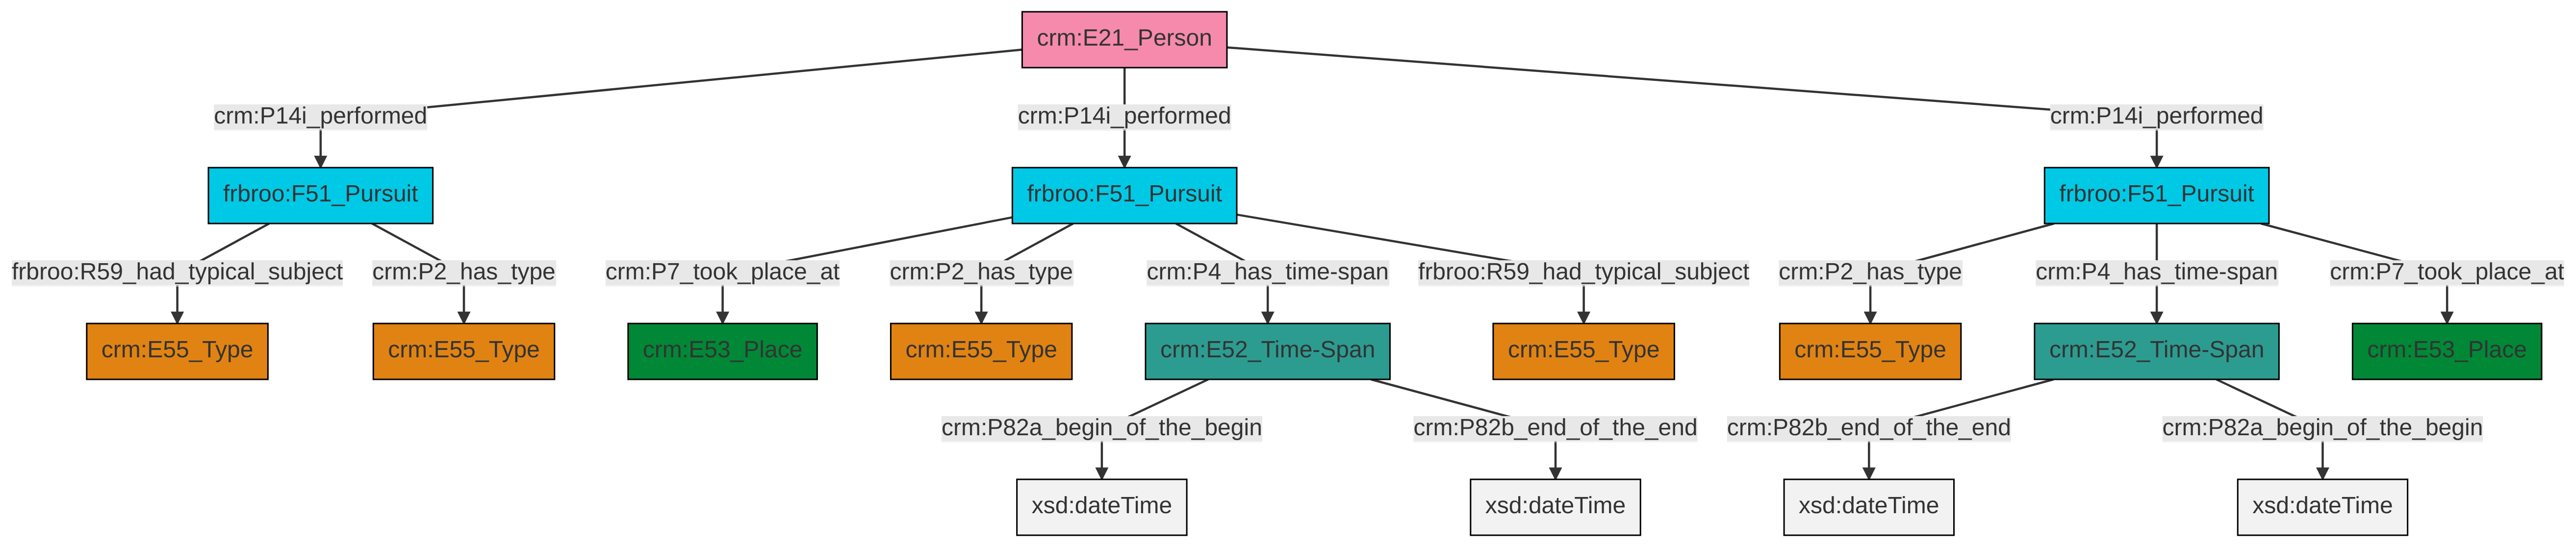 crm:E21_Person
crm:P14i_performed crm:P14i_performed crm:P14i_performed
frbroo:F51_Pursuit frbroo:F51_Pursuit frbroo:F51_Pursuit
frbroo:R59_had_typical_subject crm:P2_has_type crm:P7_took_place_at crm:P2_has_type crm:P4_has_time-span frbroo:R59_had_typical_subject crm:P2_has_type crm:P4_has_time-span crm:P7_took_place_at
crm:E55_Type crm:E55_Type crm:E53_Place crm:E55_Type crm:E52_Time-Span crm:E55_Type crm:E55_Type crm:E52_Time-Span crm:E53_Place
crm:P82a_begin_of_the_begin crm:P82b_end_of_the_end crm:P82b_end_of_the_end crm:P82a_begin_of_the_begin
xsd:dateTime xsd:dateTime xsd:dateTime xsd:dateTime